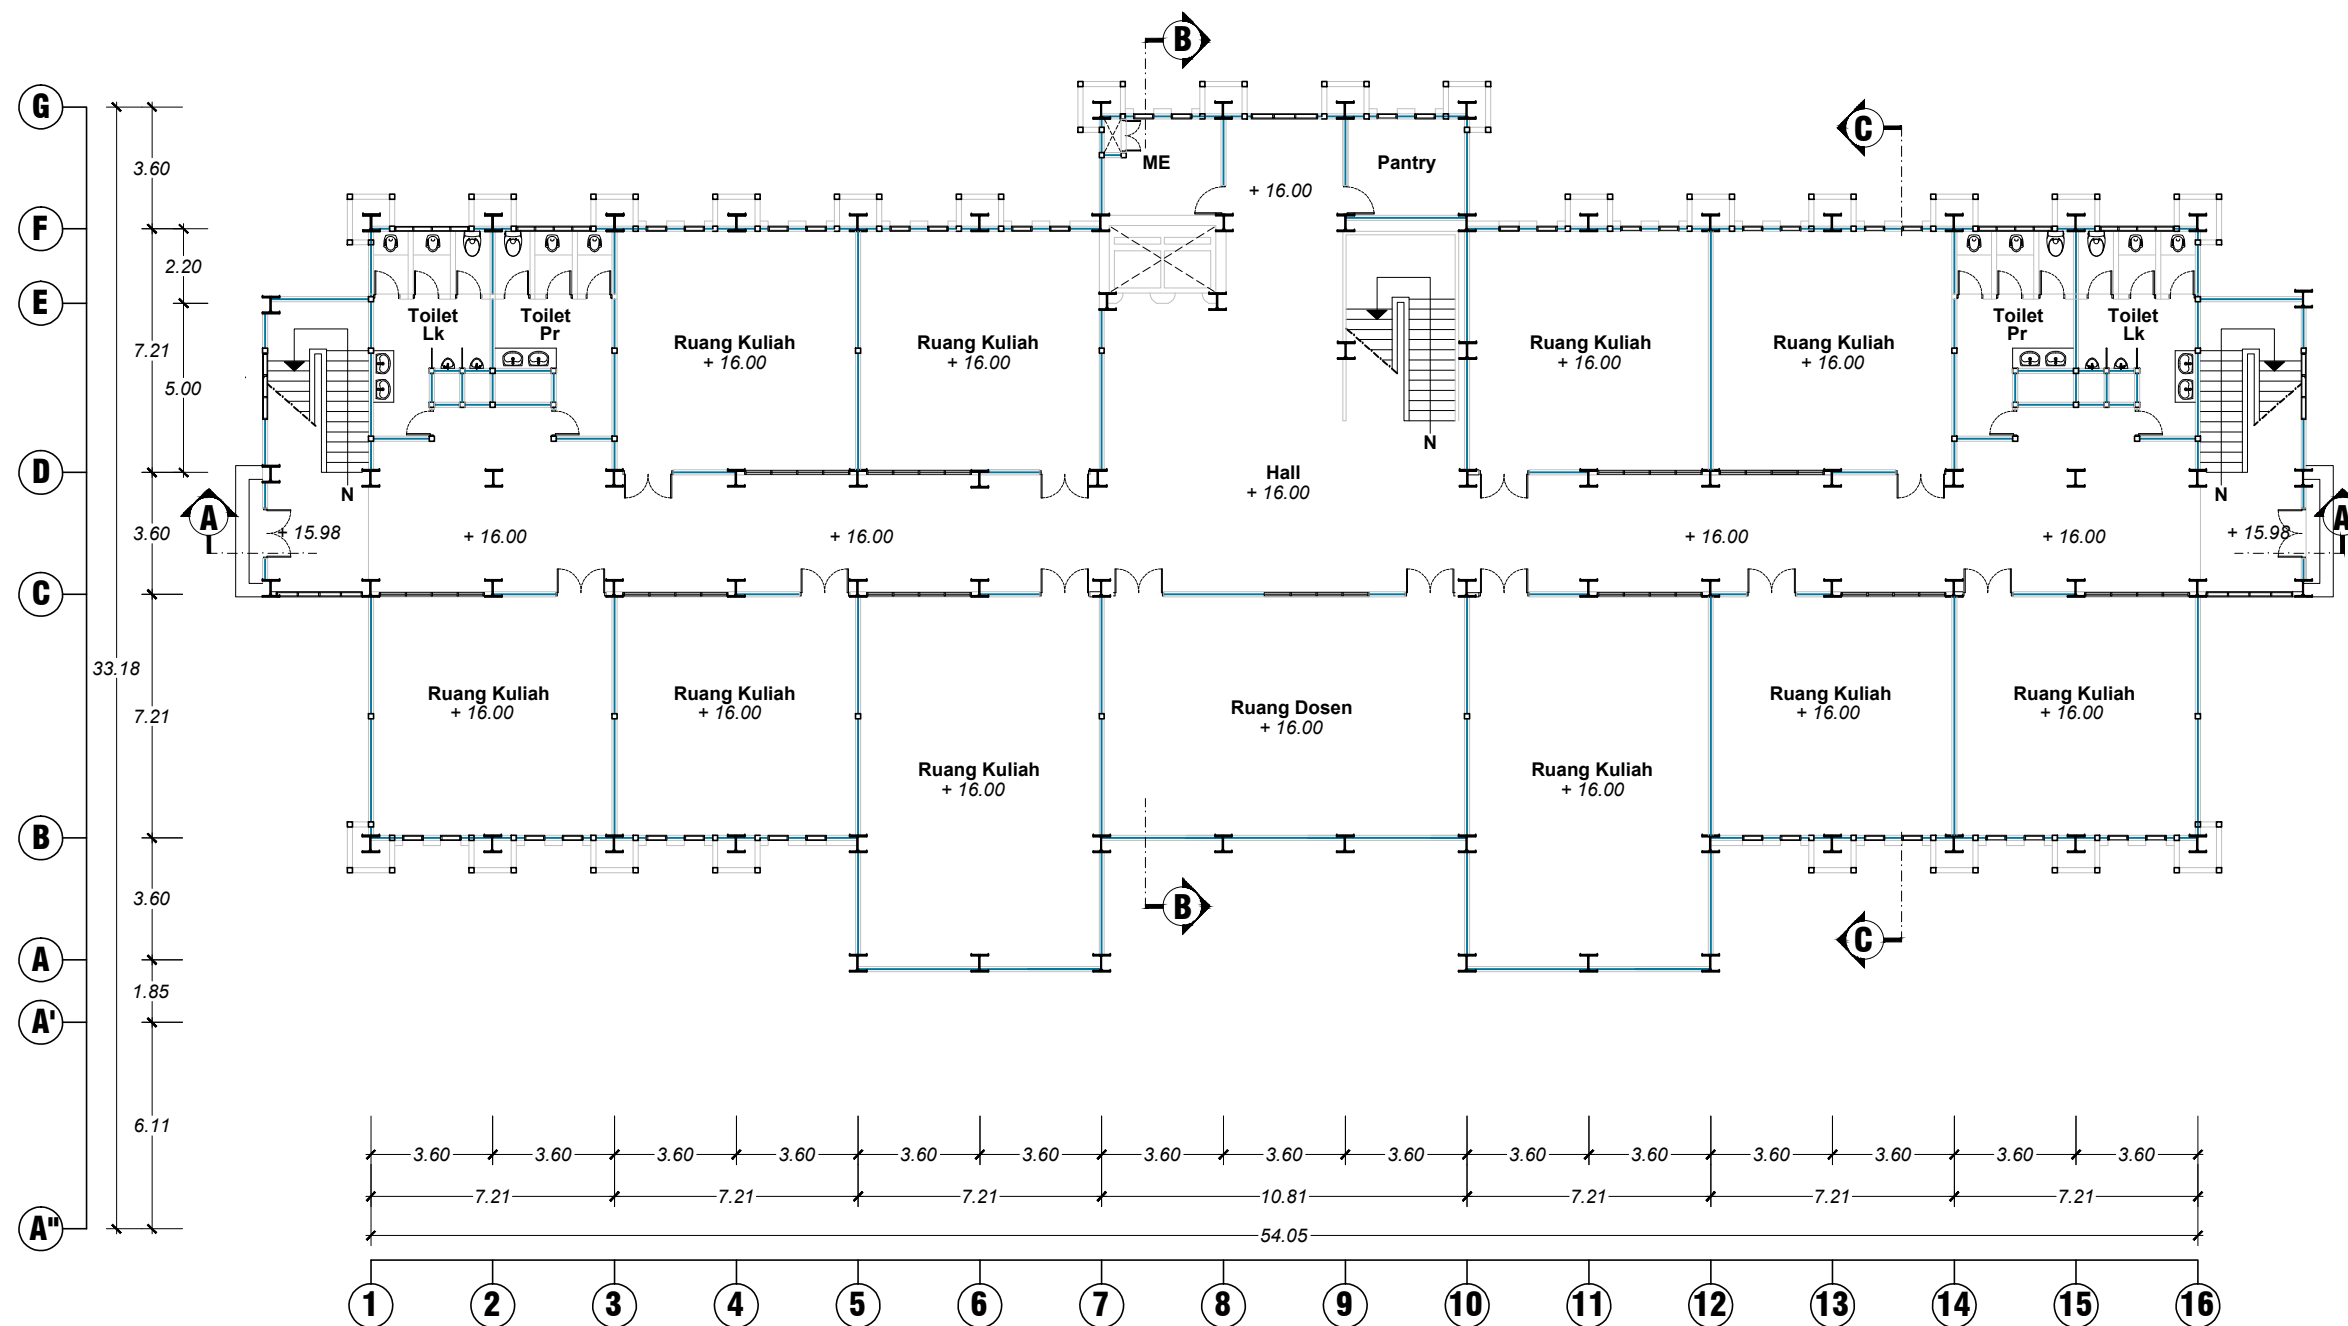 B
G
C
3.60
ME
Pantry
+ 16.00
F
2.20
E
Toilet
Lk
Toilet
Pr
Toilet
Pr
Toilet
Lk
7.21
Ruang Kuliah
+ 16.00
Ruang Kuliah
+ 16.00
Ruang Kuliah
+ 16.00
Ruang Kuliah
+ 16.00
5.00
N
D
Hall
+ 16.00
N
N
A
A
3.60
+ 15.98
+ 16.00
+ 16.00
+ 16.00
+ 16.00
+ 15.98
C
33.18
7.21
Ruang Kuliah
+ 16.00
Ruang Kuliah
+ 16.00
Ruang Dosen
+ 16.00
Ruang Kuliah
+ 16.00
Ruang Kuliah
+ 16.00
Ruang Kuliah
+ 16.00
Ruang Kuliah
+ 16.00
B
3.60
B
C
A
1.85
A'
6.11
3.60 3.60 3.60 3.60 3.60 3.60 3.60 3.60 3.60 3.60 3.60 3.60 3.60 3.60 3.60
7.21 7.21 7.21 10.81 7.21 7.21 7.21
A"
54.05
1 2 3 4 5 6 7 8 9 10 11 12 13 14 15 16